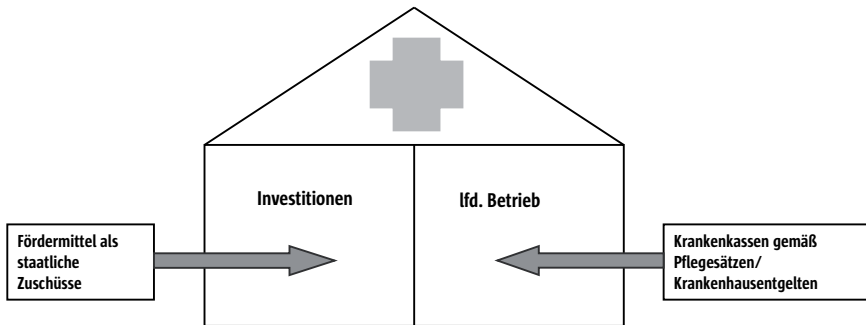 Investitionen
lfd. Betrieb
Fördermittel als
staatliche
Zuschüsse
Krankenkassen gemäß
Pflegesätzen/
Krankenhausentgelten